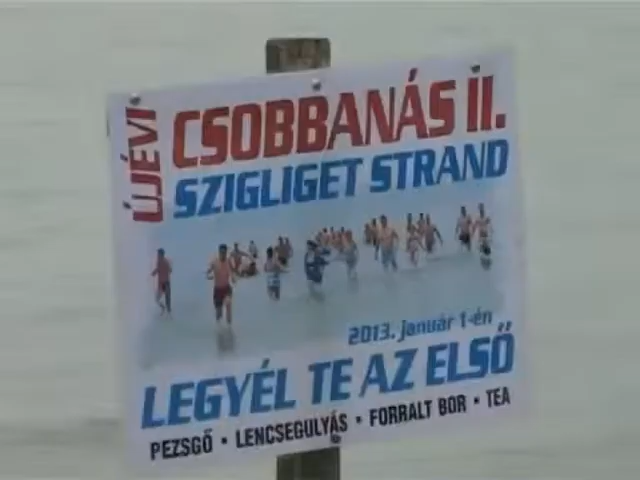 ÚJÉVI
CSOBBANÁS II.
SZIGLIGET STRAND
2013. január 1-én
LEGYÉL TE AZ ELSŐ
PEZSGŐ • LENCSEGULYÁS • FORRALT BOR • TEA